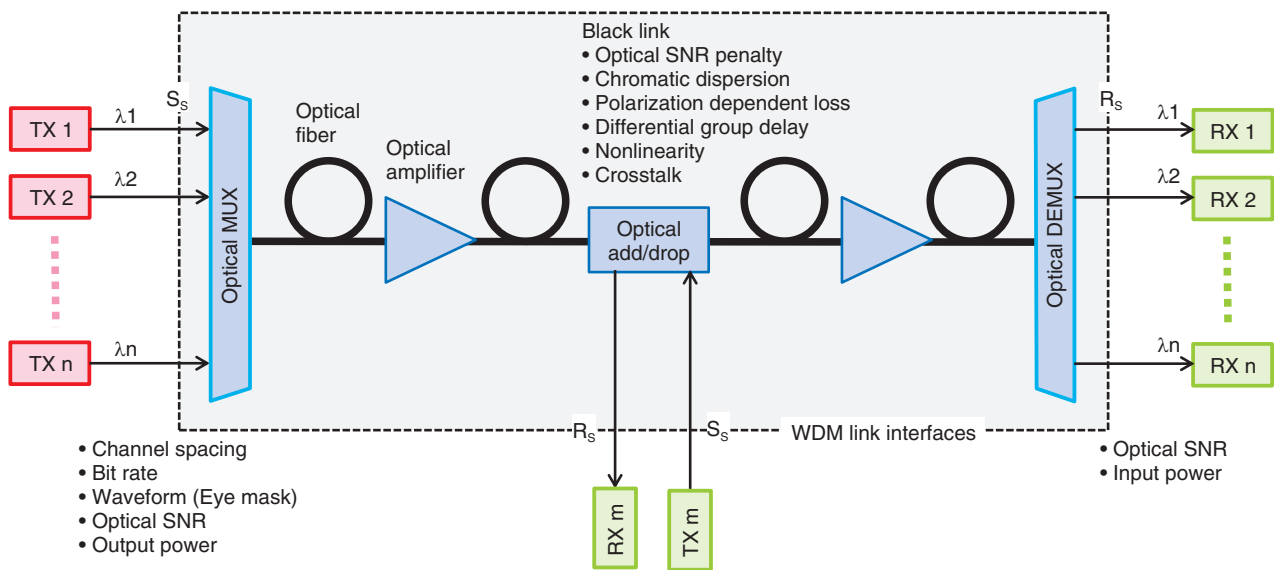 Black link
• Optical SNR penalty
• Chromatic dispersion
• Polarization dependent loss
• Differential group delay
• Nonlinearity
• Crosstalk
TX 1
λ1
Sₛ
TX 2
λ2
TX n
λn
Optical MUX
Optical
fiber
Optical
amplifier
Optical
add/drop
Optical DEMUX
Rₛ
λ1
RX 1
λ2
RX 2
λn
RX n
Rₛ
Sₛ
WDM link interfaces
RX m
TX m
• Channel spacing
• Bit rate
• Waveform (Eye mask)
• Optical SNR
• Output power
• Optical SNR
• Input power